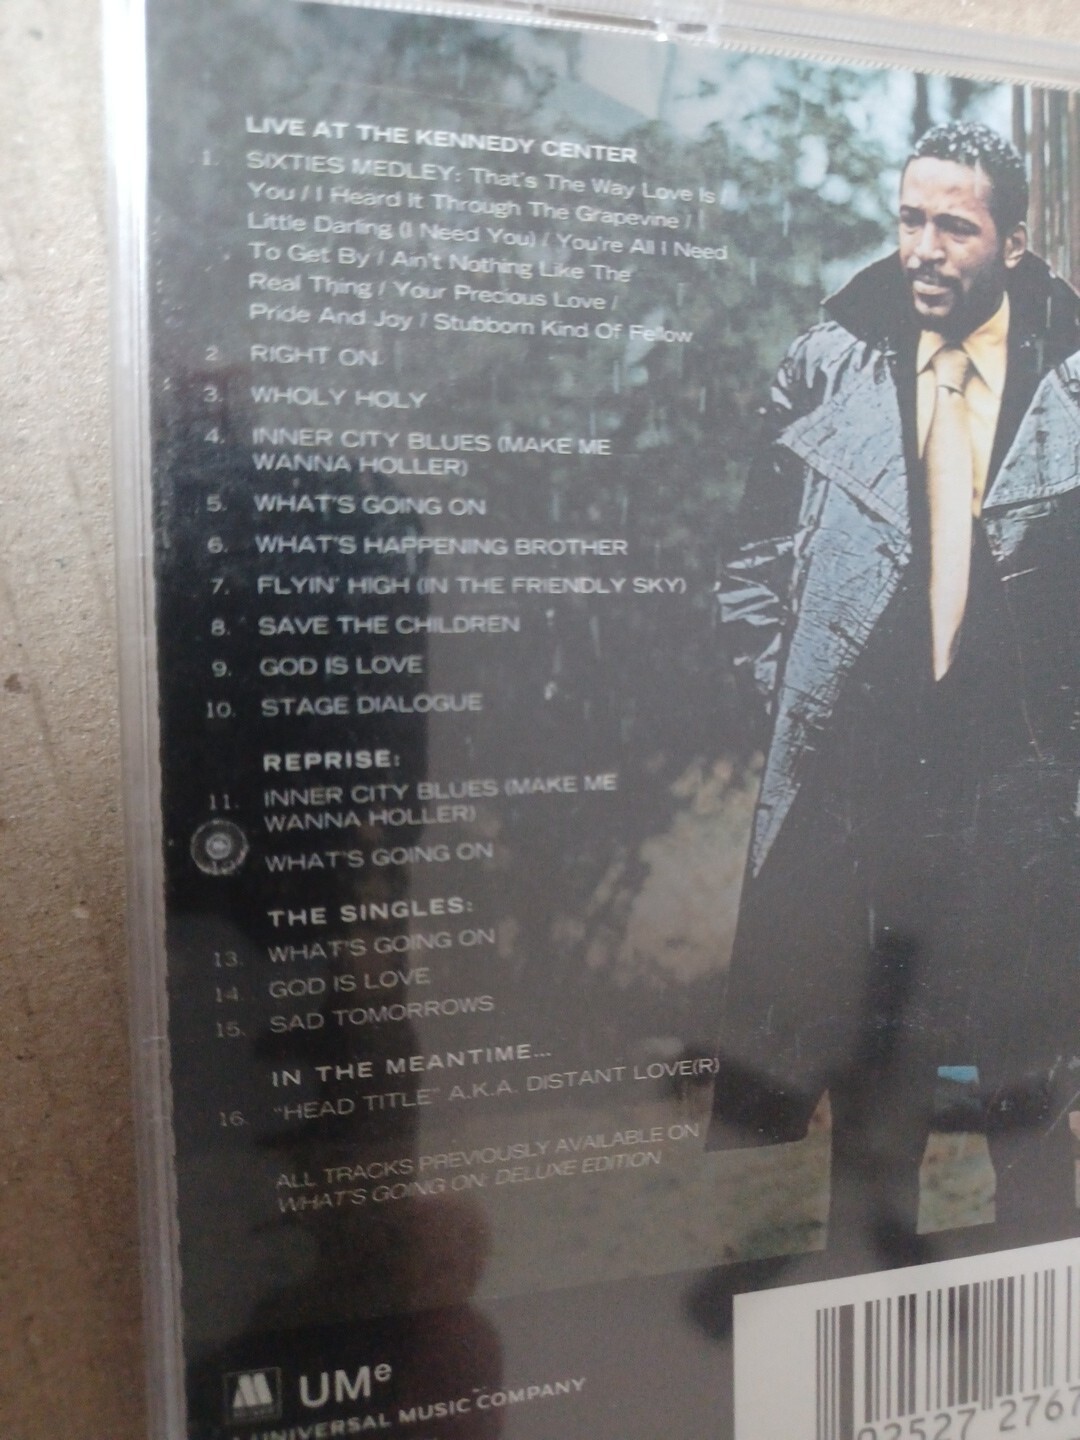 LIVE AT THE KENNEDY CENTER
1. SIXTIES MEDLEY: That's The Way Love Is /
You / I Heard It Through The Grapevine /
Little Darling (I Need You) / You're All I Need
To Get By / Ain't Nothing Like The
Real Thing / Your Precious Love /
Pride And Joy / Stubborn Kind Of Fellow
2. RIGHT ON
3. WHOLY HOLY
4. INNER CITY BLUES (MAKE ME
WANNA HOLLER)
5. WHAT'S GOING ON
6. WHAT'S HAPPENING BROTHER
7. FLYIN' HIGH (IN THE FRIENDLY SKY)
8. SAVE THE CHILDREN
9. GOD IS LOVE
10. STAGE DIALOGUE
REPRISE:
11. INNER CITY BLUES (MAKE ME
WANNA HOLLER)
WHAT'S GOING ON
THE SINGLES:
13. WHAT'S GOING ON
14. GOD IS LOVE
15. SAD TOMORROWS
IN THE MEANTIME...
16. "HEAD TITLE" A.K.A. DISTANT LOVE(R)
ALL TRACKS PREVIOUSLY AVAILABLE ON
WHAT'S GOING ON: DELUXE EDITION
M UMe
A UNIVERSAL MUSIC COMPANY
02527 2767